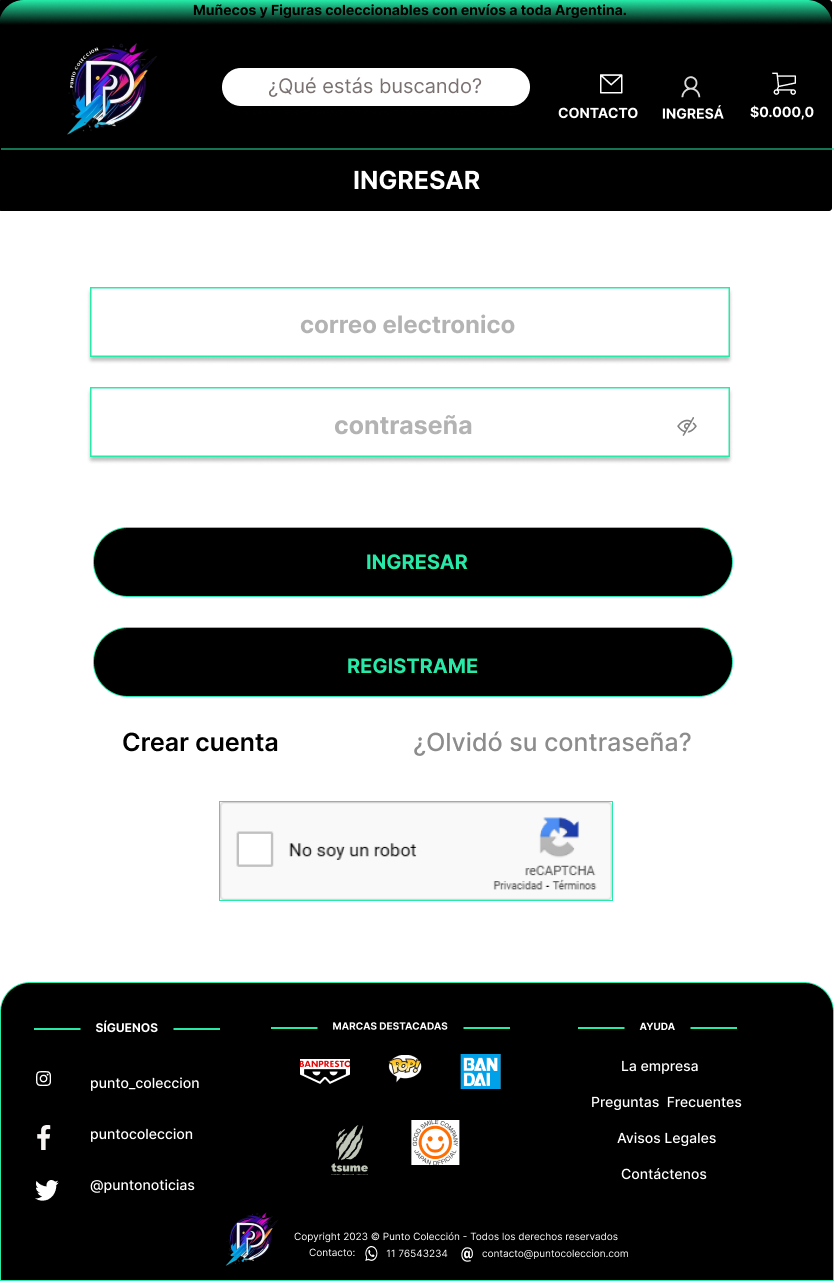 Muñecos y Figuras coleccionables con envíos a toda Argentina.
PUNTO COLECCION
¿Qué estás buscando?
CONTACTO
INGRESÁ
$0.000,0
INGRESAR
correo electronico
contraseña
INGRESAR
REGISTRAME
Crear cuenta
¿Olvidó su contraseña?
No soy un robot
reCAPTCHA
Privacidad - Términos
SÍGUENOS
punto_coleccion
puntocoleccion
@puntonoticias
MARCAS DESTACADAS
BANPRESTO
POP!
BAN
DAI
tsume
GOOD SMILE COMPANY
JAPAN OFFICIAL
AYUDA
La empresa
Preguntas  Frecuentes
Avisos Legales
Contáctenos
Copyright 2023 © Punto Colección - Todos los derechos reservados
Contacto: 11 76543234 @ contacto@puntocoleccion.com